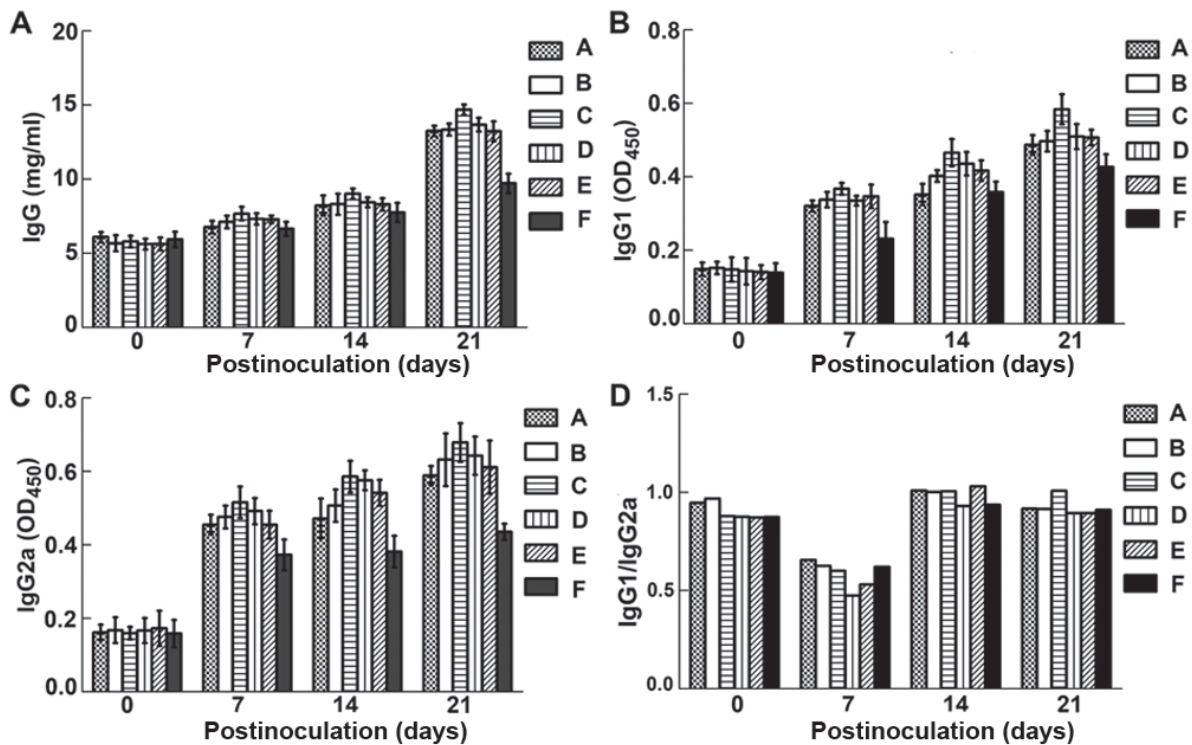 A
IgG (mg/ml)
20
15
10
5
0
0 7 14 21
Postinoculation (days)
A
B
C
D
E
F
B
IgG1 (OD450)
0.8
0.6
0.4
0.2
0.0
0 7 14 21
Postinoculation (days)
A
B
C
D
E
F
C
IgG2a (OD450)
0.8
0.6
0.4
0.2
0.0
0 7 14 21
Postinoculation (days)
A
B
C
D
E
F
D
IgG1/IgG2a
1.5
1.0
0.5
0.0
0 7 14 21
Postinoculation (days)
A
B
C
D
E
F